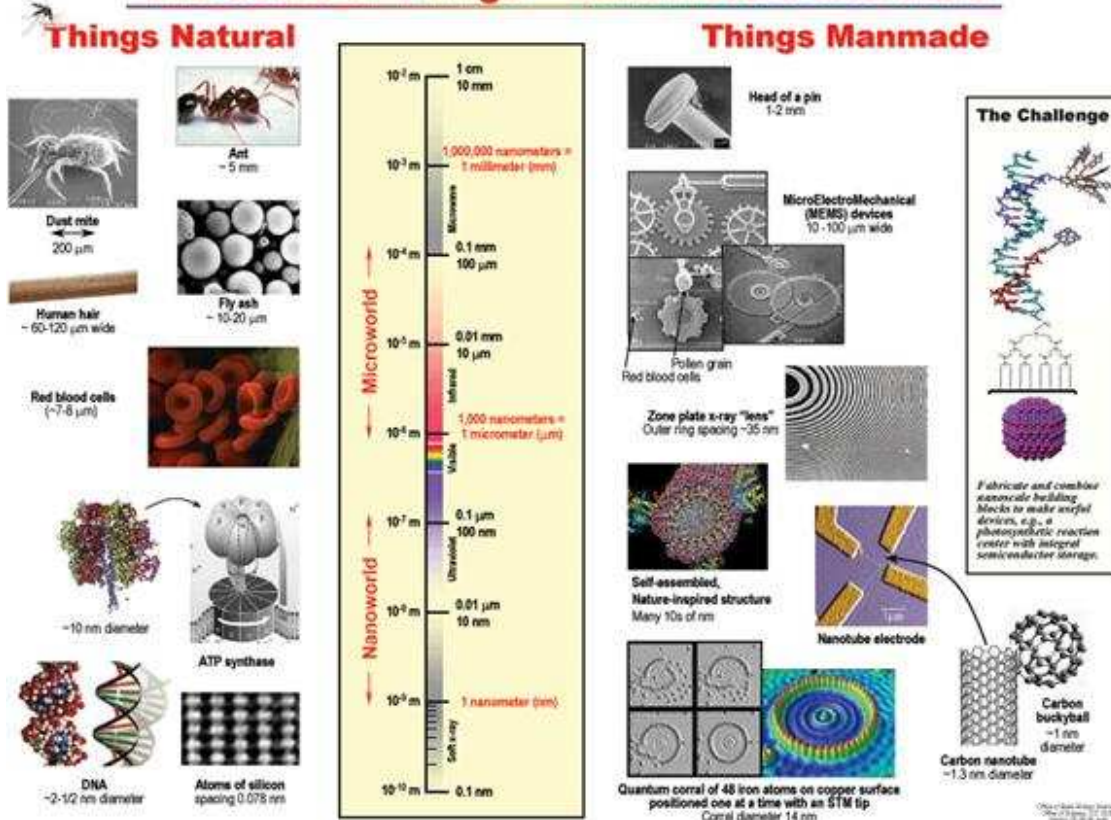 Things Natural
Things Manmade
Ant
~ 5 mm
Dust mite
200 µm
Human hair
~ 60-120 µm wide
Fly ash
~ 10-20 µm
Red blood cells
(~7-8 µm)
~10 nm diameter
ATP synthase
DNA
~2-1/2 nm diameter
Atoms of silicon
spacing 0.078 nm
10-2 m
1 cm
10 mm
1,000,000 nanometers =
1 millimeter (mm)
10-3 m
Microwave
0.1 mm
100 µm
10-4 m
Microworld
0.01 mm
10 µm
10-5 m
Infrared
1,000 nanometers =
1 micrometer (µm)
10-6 m
Visible
0.1 µm
100 nm
10-7 m
Ultraviolet
Nanoworld
0.01 µm
10 nm
10-8 m
1 nanometer (nm)
10-9 m
Soft x-ray
10-10 m
0.1 nm
Head of a pin
1-2 mm
MicroElectroMechanical
(MEMS) devices
10 -100 µm wide
Pollen grain
Red blood cells
Zone plate x-ray "lens"
Outer ring spacing ~35 nm
Self-assembled,
Nature-inspired structure
Many 10s of nm
Nanotube electrode
Carbon
buckyball
~1 nm
diameter
Carbon nanotube
~1.3 nm diameter
Quantum corral of 48 iron atoms on copper surface
positioned one at a time with an STM tip
Corral diameter 14 nm
The Challenge
Fabricate and combine
nanoscale building
blocks to make useful
devices, e.g., a
photosynthetic reaction
center with integral
semiconductor storage.